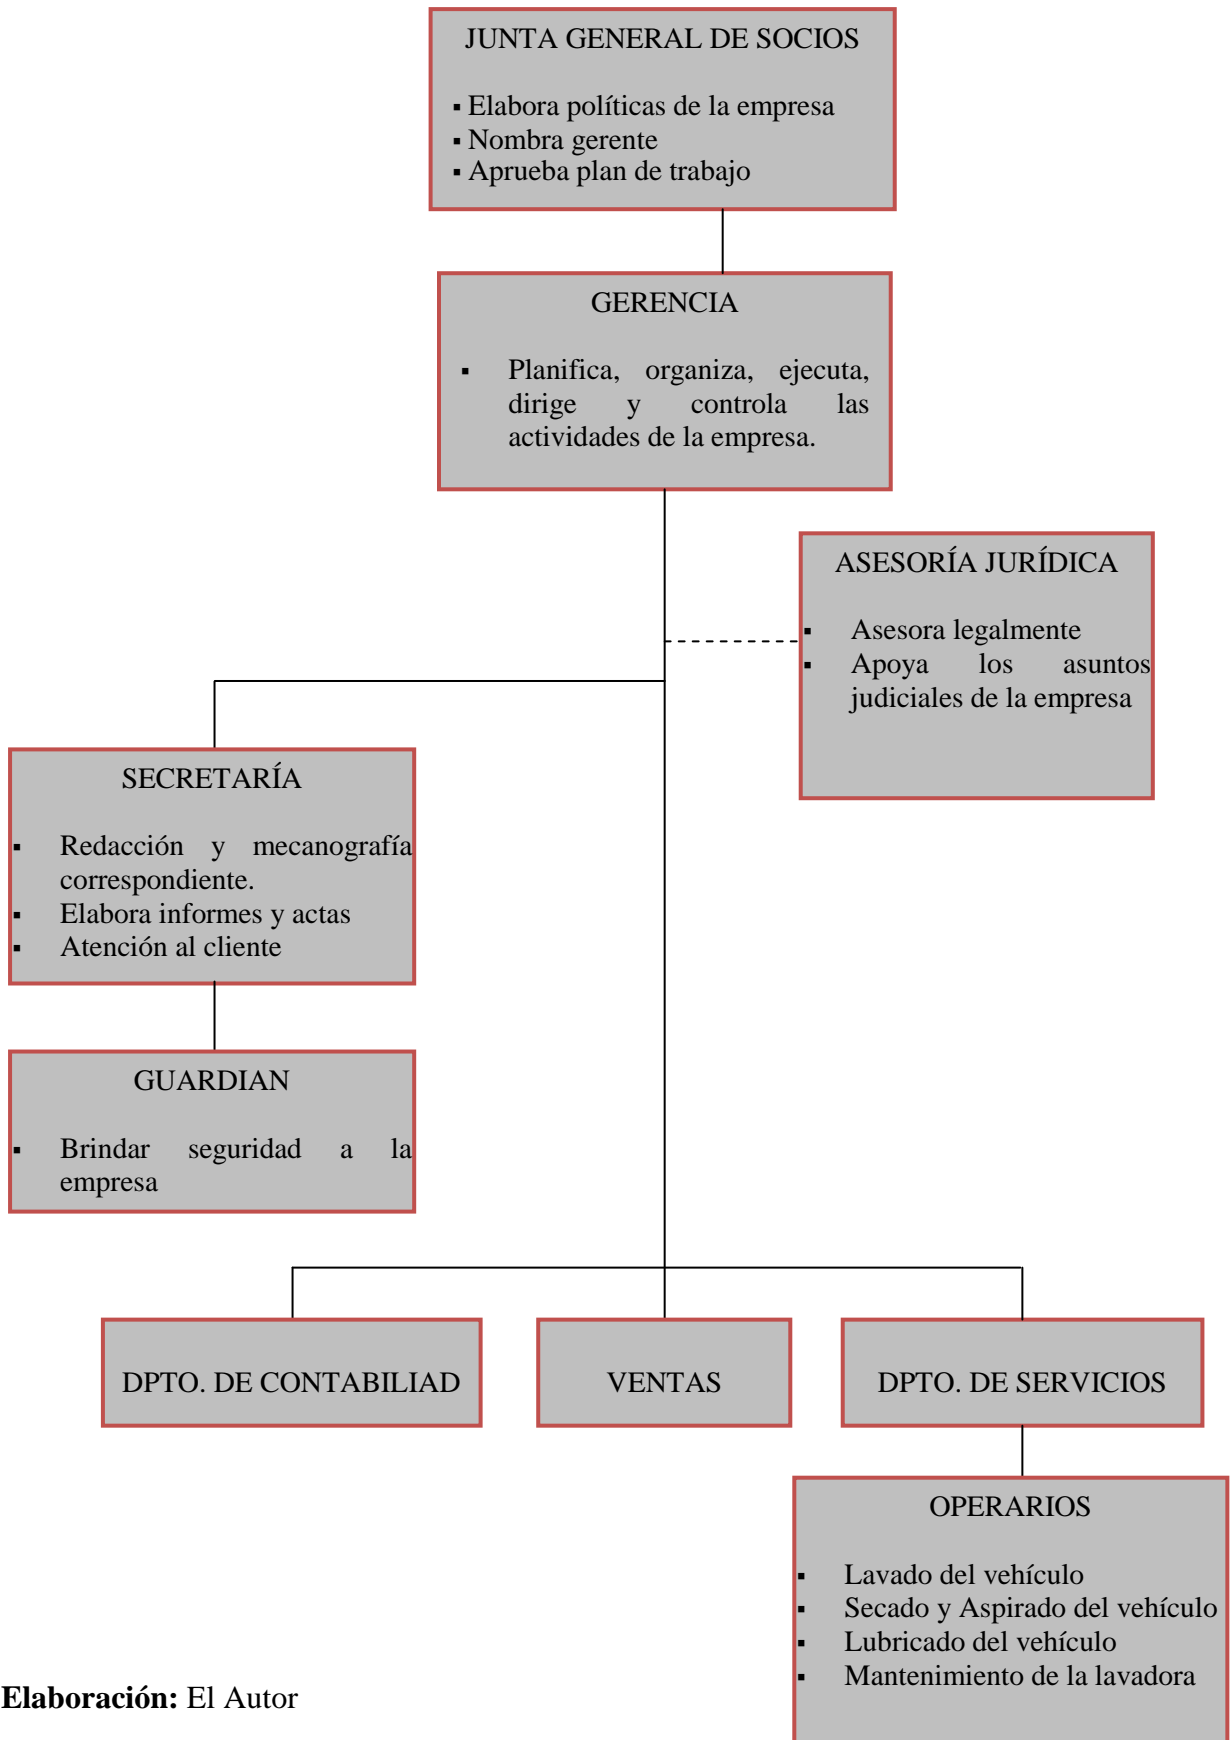 JUNTA GENERAL DE SOCIOS
▪ Elabora políticas de la empresa
▪ Nombra gerente
▪ Aprueba plan de trabajo
GERENCIA
▪ Planifica, organiza, ejecuta,
dirige y controla las
actividades de la empresa.
ASESORÍA JURÍDICA
▪ Asesora legalmente
▪ Apoya los asuntos
judiciales de la empresa
SECRETARÍA
▪ Redacción y mecanografía
correspondiente.
▪ Elabora informes y actas
▪ Atención al cliente
GUARDIAN
▪ Brindar seguridad a la
empresa
DPTO. DE CONTABILIAD
VENTAS
DPTO. DE SERVICIOS
OPERARIOS
▪ Lavado del vehículo
▪ Secado y Aspirado del vehículo
▪ Lubricado del vehículo
▪ Mantenimiento de la lavadora
Elaboración: El Autor